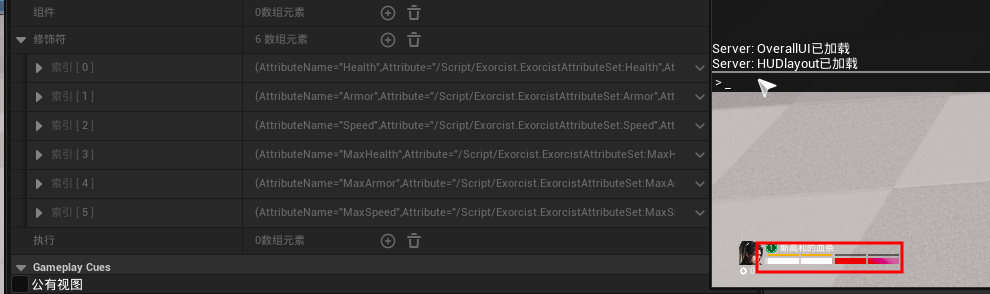 组件 0数组元素
修饰符 6 数组元素
索引 [ 0 ] (AttributeName="Health",Attribute="/Script/Exorcist.ExorcistAttributeSet:Health",At
索引 [ 1 ] (AttributeName="Armor",Attribute="/Script/Exorcist.ExorcistAttributeSet:Armor",Att
索引 [ 2 ] (AttributeName="Speed",Attribute="/Script/Exorcist.ExorcistAttributeSet:Speed",Att
索引 [ 3 ] (AttributeName="MaxHealth",Attribute="/Script/Exorcist.ExorcistAttributeSet:MaxH
索引 [ 4 ] (AttributeName="MaxArmor",Attribute="/Script/Exorcist.ExorcistAttributeSet:MaxA
索引 [ 5 ] (AttributeName="MaxSpeed",Attribute="/Script/Exorcist.ExorcistAttributeSet:MaxS
执行 0数组元素
Gameplay Cues
公有视图
Server: OverallUI已加载
Server: HUDlayout已加载
>_
的血条